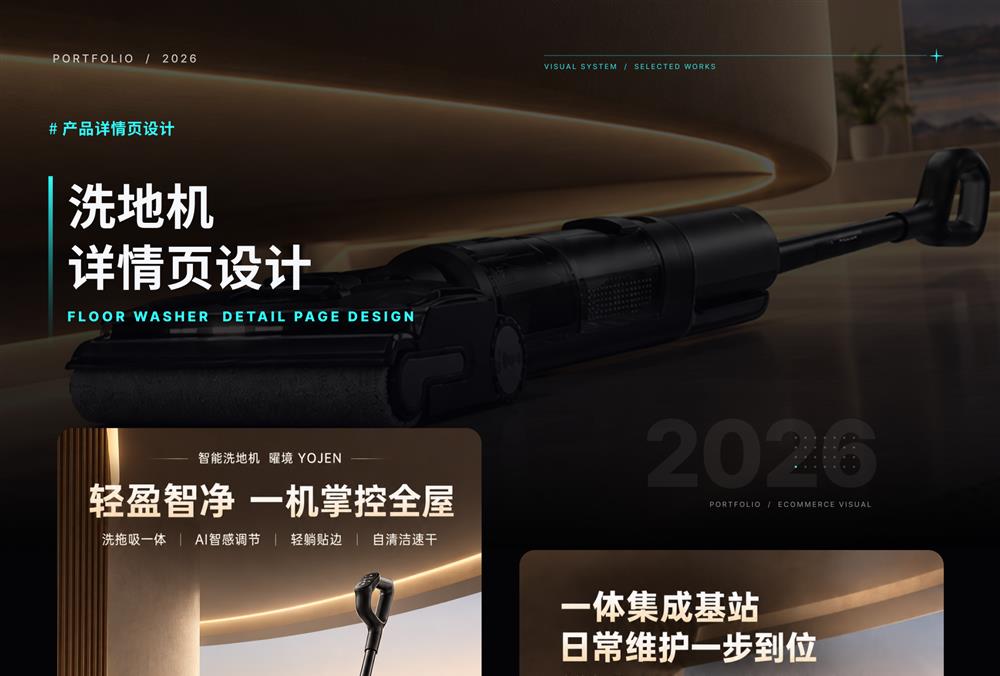 PORTFOLIO / 2026
VISUAL SYSTEM / SELECTED WORKS
# 产品详情页设计
洗地机
详情页设计
FLOOR WASHER DETAIL PAGE DESIGN
2026
PORTFOLIO / ECOMMERCE VISUAL
智能洗地机 曜境 YOJEN
轻盈智净 一机掌控全屋
洗拖吸一体 | AI智感调节 | 轻躺贴边 | 自清洁速干
一体集成基站
日常维护一步到位